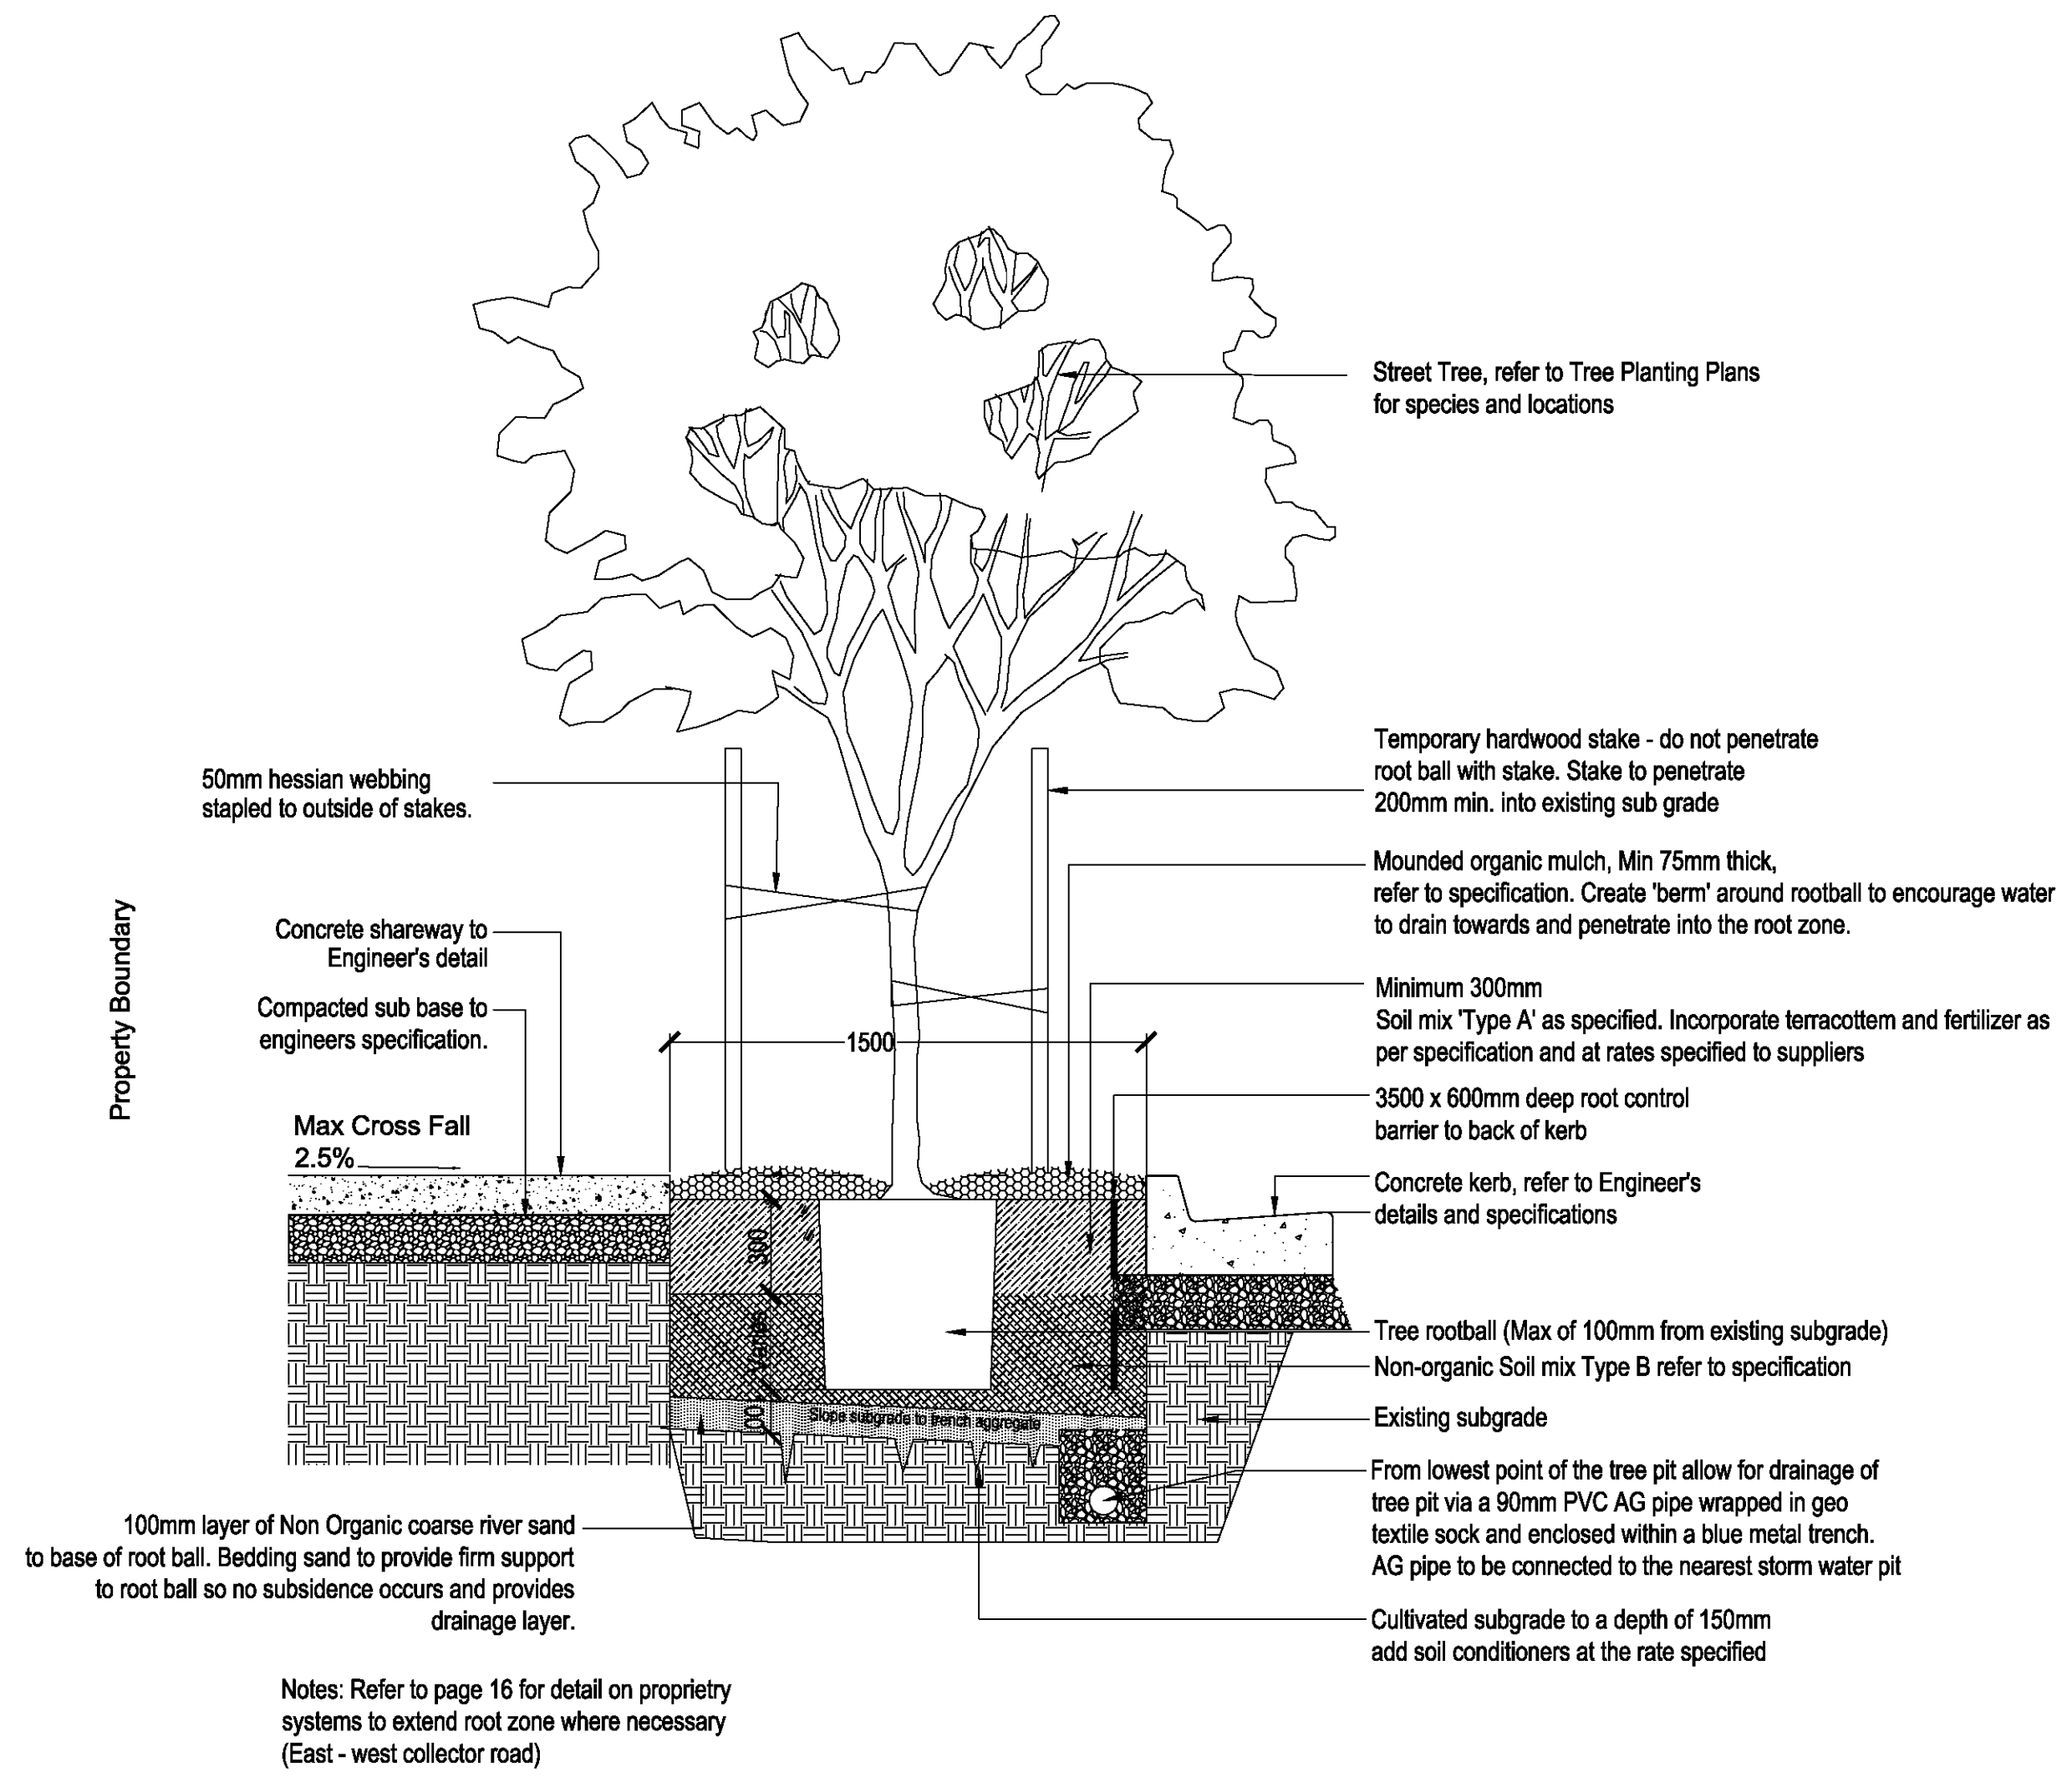 Street Tree, refer to Tree Planting Plans
for species and locations
Temporary hardwood stake - do not penetrate
root ball with stake. Stake to penetrate
200mm min. into existing sub grade
50mm hessian webbing
stapled to outside of stakes.
Mounded organic mulch, Min 75mm thick,
refer to specification. Create 'berm' around rootball to encourage water
to drain towards and penetrate into the root zone.
Property Boundary
Concrete shareway to
Engineer's detail
Compacted sub base to
engineers specification.
Minimum 300mm
Soil mix 'Type A' as specified. Incorporate terracottem and fertilizer as
per specification and at rates specified to suppliers
1500
3500 x 600mm deep root control
barrier to back of kerb
Max Cross Fall
2.5%
Concrete kerb, refer to Engineer's
details and specifications
300
Varies
Tree rootball (Max of 100mm from existing subgrade)
Non-organic Soil mix Type B refer to specification
Slope subgrade to trench aggregate
Existing subgrade
From lowest point of the tree pit allow for drainage of
tree pit via a 90mm PVC AG pipe wrapped in geo
textile sock and enclosed within a blue metal trench.
AG pipe to be connected to the nearest storm water pit
100mm layer of Non Organic coarse river sand
to base of root ball. Bedding sand to provide firm support
to root ball so no subsidence occurs and provides
drainage layer.
Cultivated subgrade to a depth of 150mm
add soil conditioners at the rate specified
Notes: Refer to page 16 for detail on proprietry
systems to extend root zone where necessary
(East - west collector road)